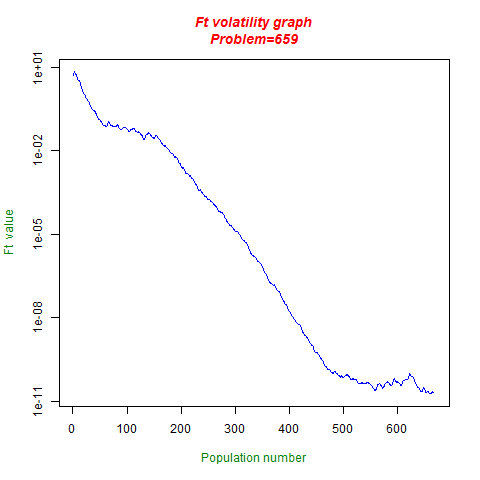 Ft volatility graph
Problem=659
1e+01
1e-02
1e-05
1e-08
1e-11
Ft value
0 100 200 300 400 500 600
Population number